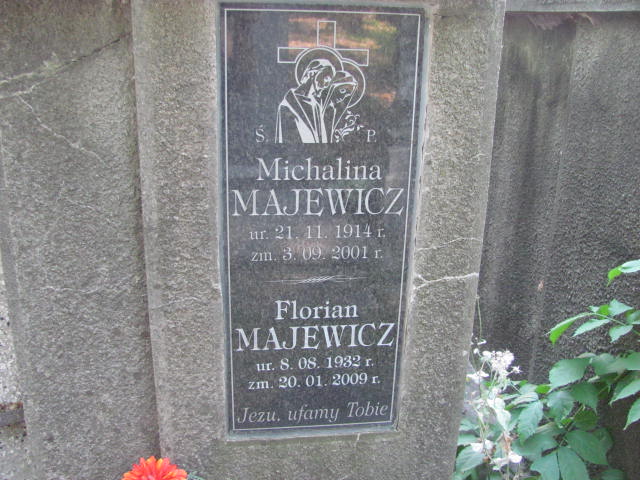 Ś. P.
Michalina
MAJEWICZ
ur. 21. 11. 1914 r.
zm. 3. 09. 2001 r.
Florian
MAJEWICZ
ur. 8. 08. 1932 r.
zm. 20. 01. 2009 r.
Jezu, ufamy Tobie